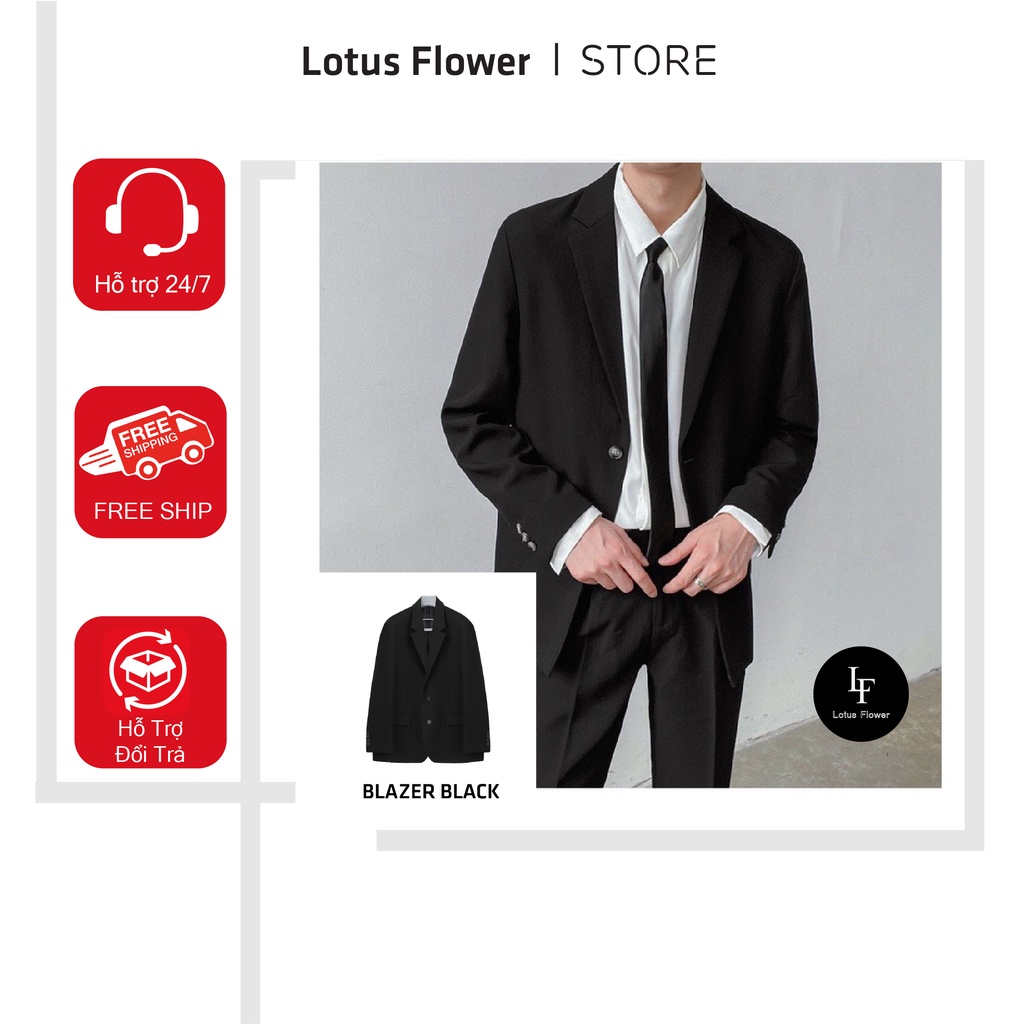 Lotus Flower | STORE
Hỗ trợ 24/7
FREE
SHIPPING
FREE SHIP
Hỗ Trợ
Đổi Trả
BLAZER BLACK
LF
Lotus Flower